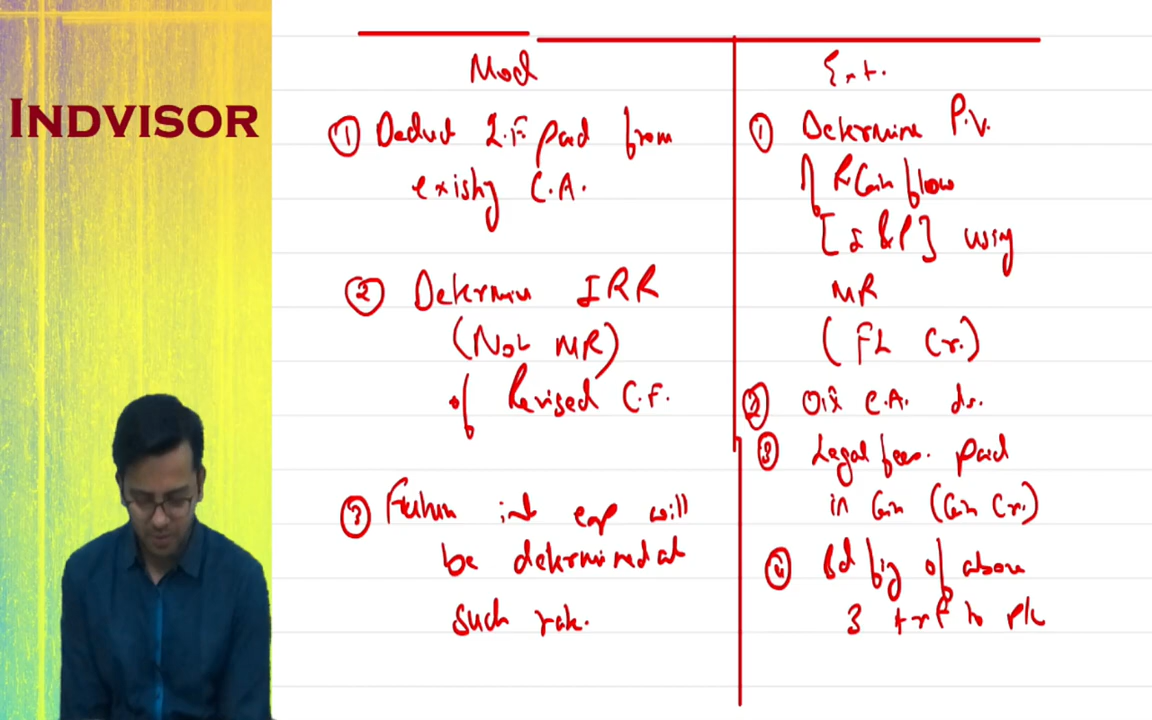 INDVISOR
Mod
① Deduct L.F. paid from
existing C.A.
② Determine IRR
(Not MR)
of Revised C.F.
③ Future int exp will
be determined at
such rate.
Ext.
① Determine P.V.
of R Cash flow
[I & P] using
MR
(FL Cr.)
② Old C.A. dr.
③ Legal fees. paid
in Cash (Cash Cr.)
④ Bal fig of above
3 trf to P/L